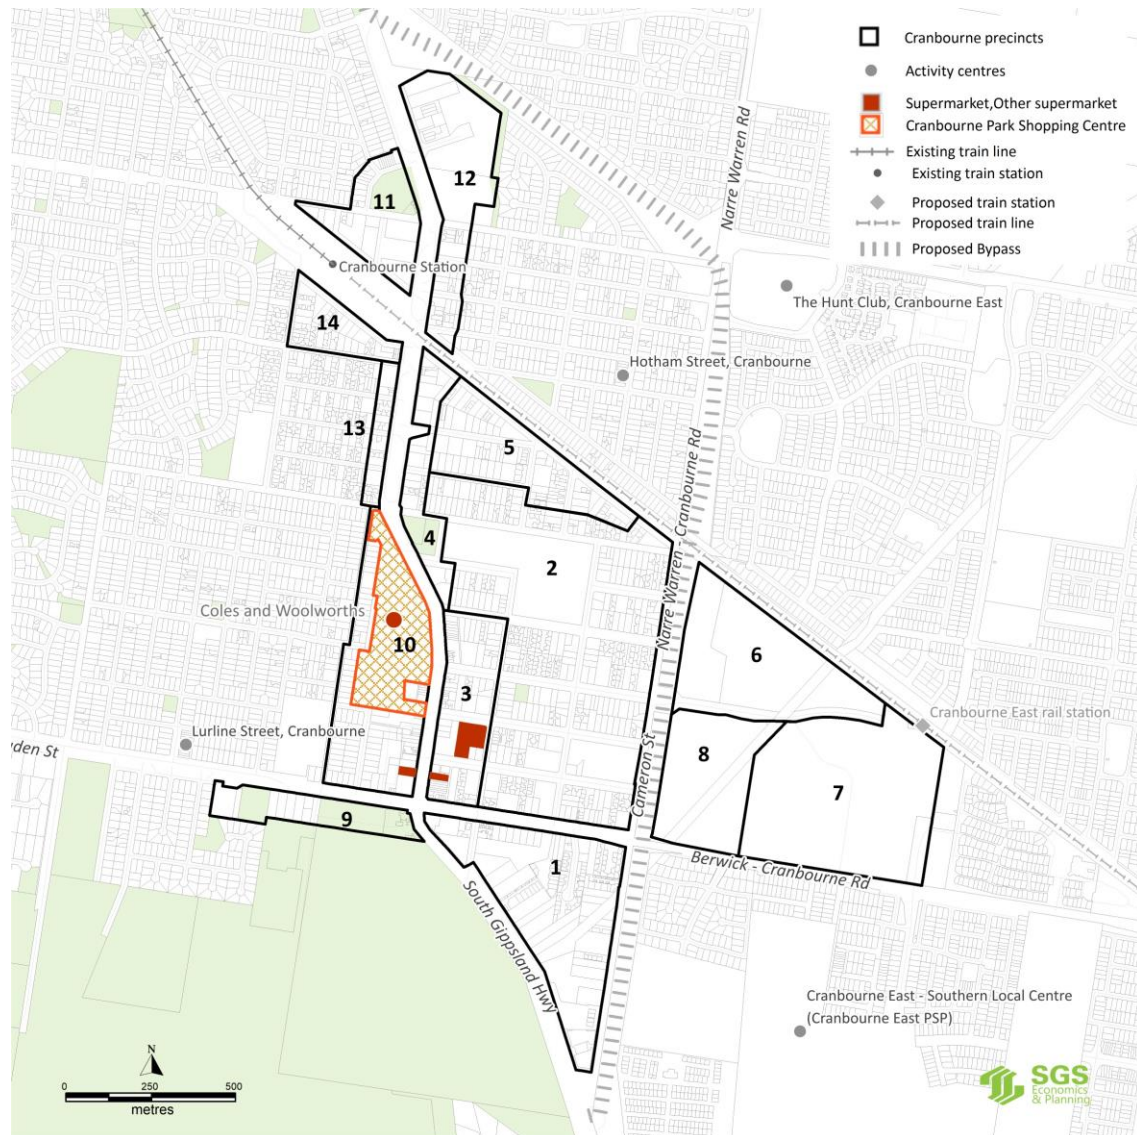 Cranbourne precincts
Activity centres
Supermarket,Other supermarket
Cranbourne Park Shopping Centre
Existing train line
Existing train station
Proposed train station
Proposed train line
Proposed Bypass
Narre Warren Rd
12
11
Cranbourne Station
The Hunt Club, Cranbourne East
14
Hotham Street, Cranbourne
13
5
Narre Warren - Cranbourne Rd
4
2
Coles and Woolworths
10
6
3
Cranbourne East rail station
Lurline Street, Cranbourne
den St
8
7
Cameron St
9
1
Berwick - Cranbourne Rd
South Gippsland Hwy
Cranbourne East - Southern Local Centre
(Cranbourne East PSP)
N
0 250 500
metres
SGS
Economics
& Planning